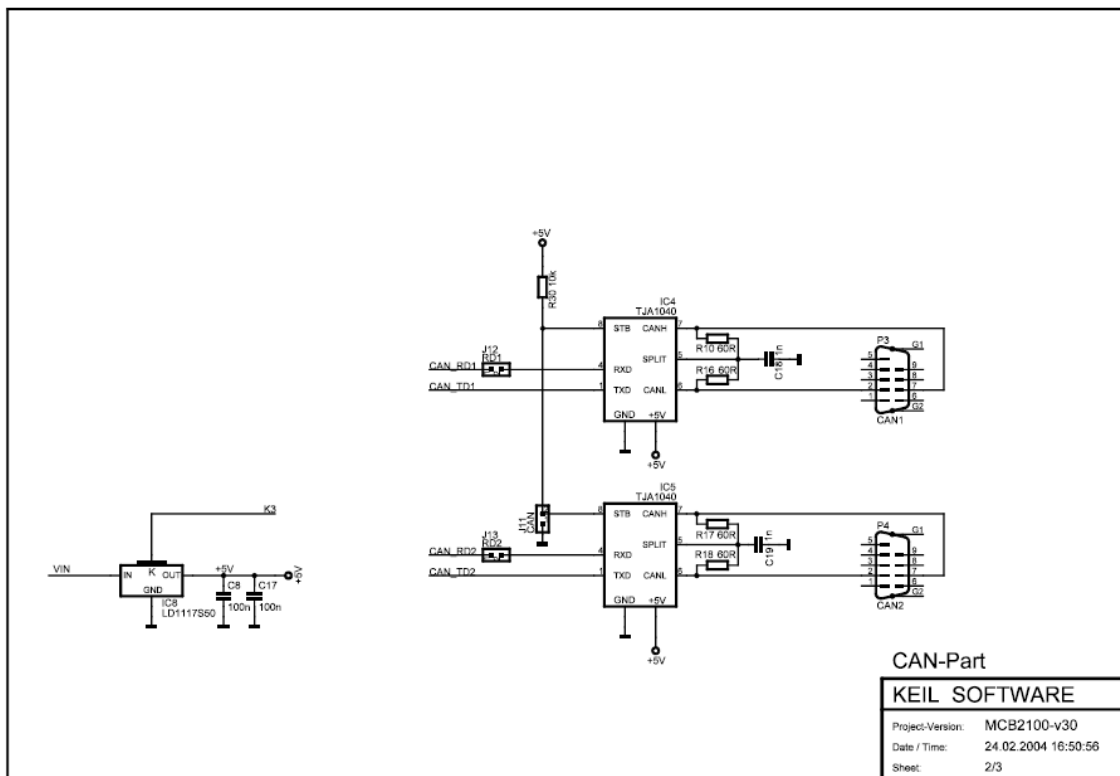 +5V
R30 10k
IC4
TJA1040
8
STB
CANH
7
R10 60R
SPLIT
5
C18 1n
J12
RD1
CAN_RD1
4
RXD
R16 60R
CAN_TD1
1
TXD
CANL
6
GND
+5V
+5V
P3
G1
5
9
4
8
3
7
2
6
1
G2
CAN1
IC5
TJA1040
J11
CAN
8
STB
CANH
7
R17 60R
SPLIT
5
C19 1n
J13
RD2
CAN_RD2
4
RXD
R18 60R
CAN_TD2
1
TXD
CANL
6
GND
+5V
+5V
P4
G1
5
9
4
8
3
7
2
6
1
G2
CAN2
K3
VIN
IN
K
OUT
GND
IC8
LD1117S50
+5V
C8
100n
C17
100n
+5V
CAN-Part
KEIL SOFTWARE
Project-Version: MCB2100-v30
Date / Time: 24.02.2004 16:50:56
Sheet: 2/3